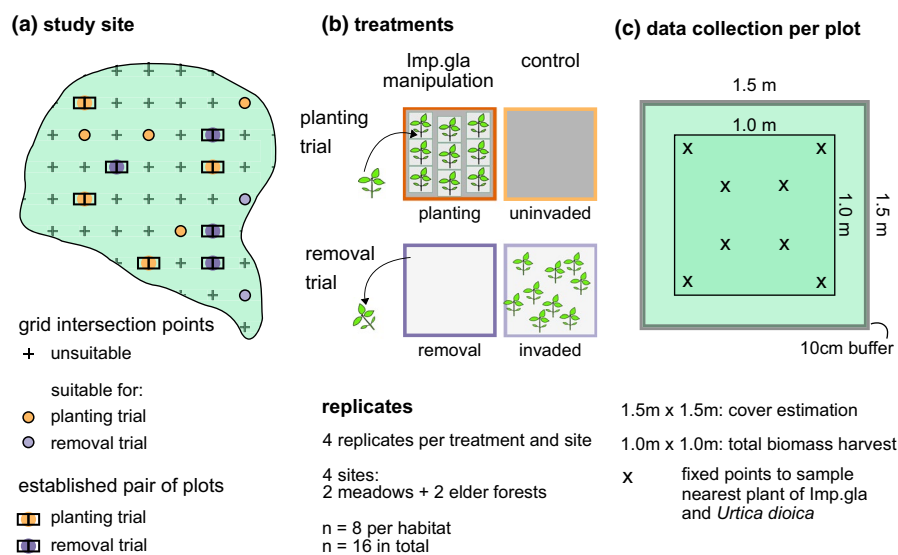 (a) study site
grid intersection points
+ unsuitable
suitable for:
planting trial
removal trial
established pair of plots
planting trial
removal trial
(b) treatments
Imp.gla
manipulation
control
planting
trial
planting
uninvaded
removal
trial
removal
invaded
replicates
4 replicates per treatment and site
4 sites:
2 meadows + 2 elder forests
n = 8 per habitat
n = 16 in total
(c) data collection per plot
1.5 m
1.0 m
x x
x x
1.0 m
1.5 m
x x
x x
10cm buffer
1.5m x 1.5m: cover estimation
1.0m x 1.0m: total biomass harvest
x fixed points to sample
nearest plant of Imp.gla
and Urtica dioica